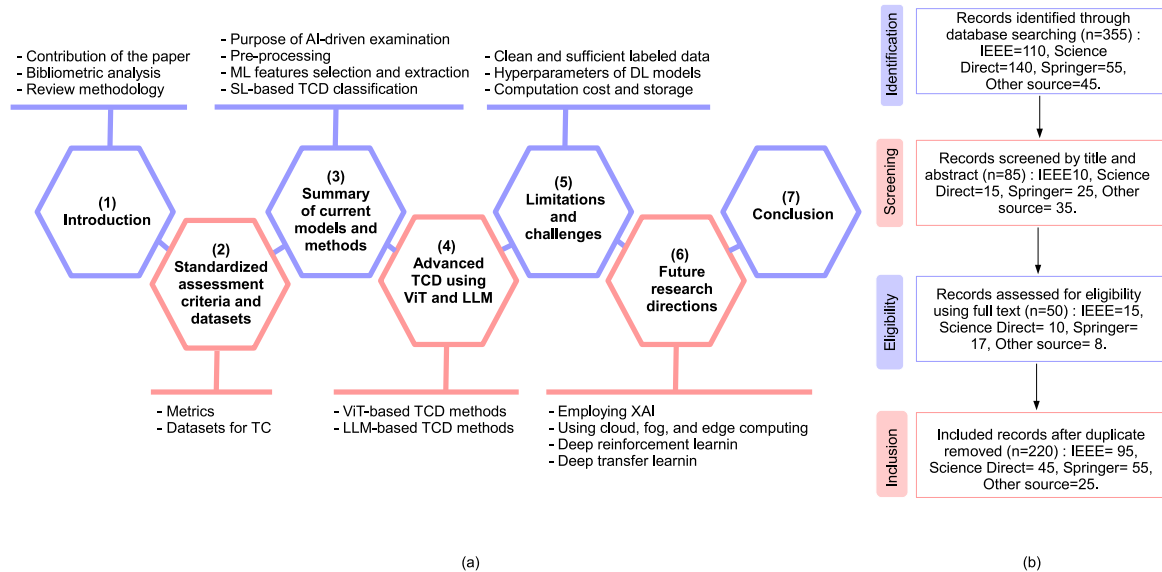 - Contribution of the paper
- Bibliometric analysis
- Review methodology
- Purpose of AI-driven examination
- Pre-processing
- ML features selection and extraction
- SL-based TCD classification
- Clean and sufficient labeled data
- Hyperparameters of DL models
- Computation cost and storage
(1)
Introduction
(2)
Standardized
assessment
criteria and
datasets
(3)
Summary
of current
models and
methods
(4)
Advanced
TCD using
ViT and LLM
(5)
Limitations
and
challenges
(6)
Future
research
directions
(7)
Conclusion
- Metrics
- Datasets for TC
- ViT-based TCD methods
- LLM-based TCD methods
- Employing XAI
- Using cloud, fog, and edge computing
- Deep reinforcement learnin
- Deep transfer learnin
(a)
Identification
Records identified through
database searching (n=355) :
IEEE=110, Science
Direct=140, Springer=55,
Other source=45.
Screening
Records screened by title and
abstract (n=85) : IEEE10, Science
Direct=15, Springer= 25, Other
source= 35.
Eligibility
Records assessed for eligibility
using full text (n=50) : IEEE=15,
Science Direct= 10, Springer=
17, Other source= 8.
Inclusion
Included records after duplicate
removed (n=220) : IEEE= 95,
Science Direct= 45, Springer= 55,
Other source=25.
(b)